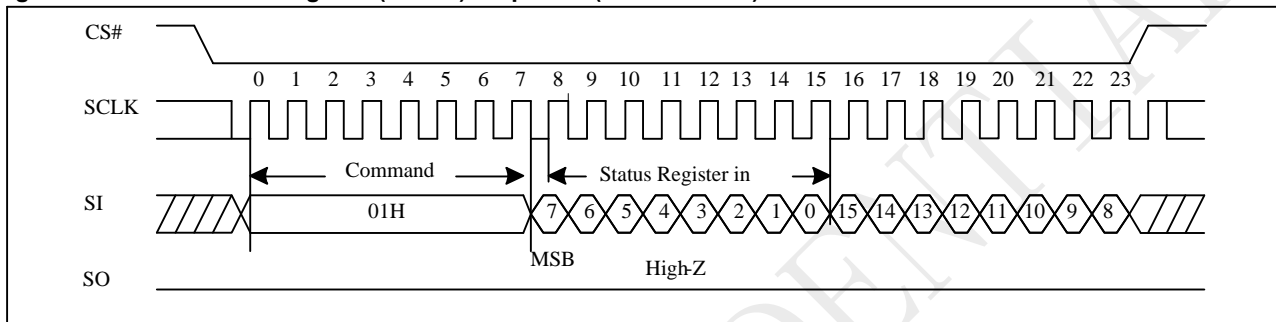 CS#
0 1 2 3 4 5 6 7 8 9 10 11 12 13 14 15 16 17 18 19 20 21 22 23
SCLK
Command Status Register in
SI 01H 7 6 5 4 3 2 1 0 15 14 13 12 11 10 9 8
MSB High-Z
SO